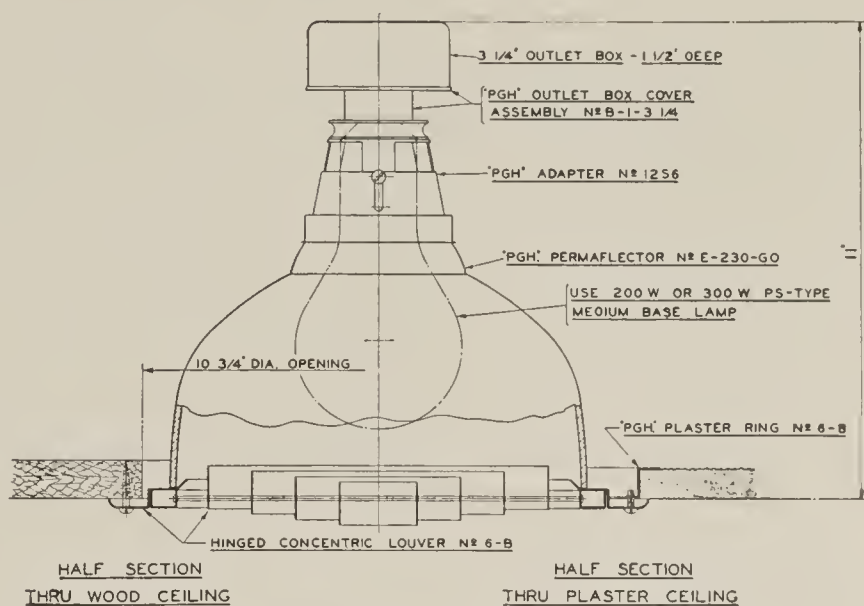 3 1/4" OUTLET BOX - 1 1/2" DEEP
"PGH" OUTLET BOX COVER
ASSEMBLY Nº B-1-3 1/4
"PGH" ADAPTER Nº 12S6
"PGH" PERMAFLECTOR Nº E-230-GO
USE 200 W OR 300 W PS-TYPE
MEDIUM BASE LAMP
10 3/4" DIA. OPENING
"PGH" PLASTER RING Nº 6-B
HINGED CONCENTRIC LOUVER Nº 6-B
HALF SECTION
THRU WOOD CEILING
HALF SECTION
THRU PLASTER CEILING